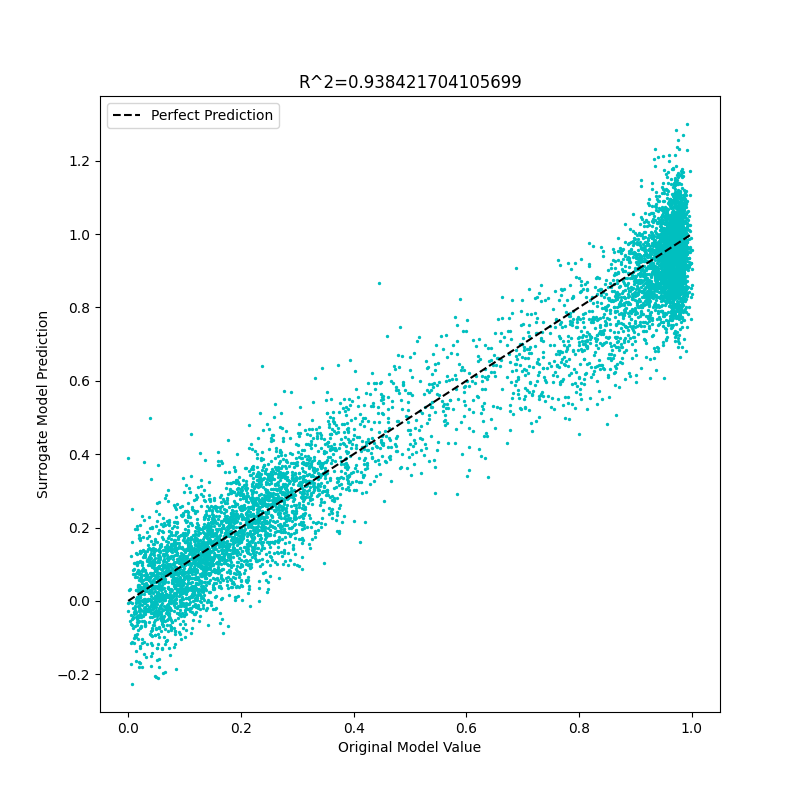 R^2=0.938421704105699
Perfect Prediction
Surrogate Model Prediction
1.2
1.0
0.8
0.6
0.4
0.2
0.0
−0.2
0.0 0.2 0.4 0.6 0.8 1.0
Original Model Value